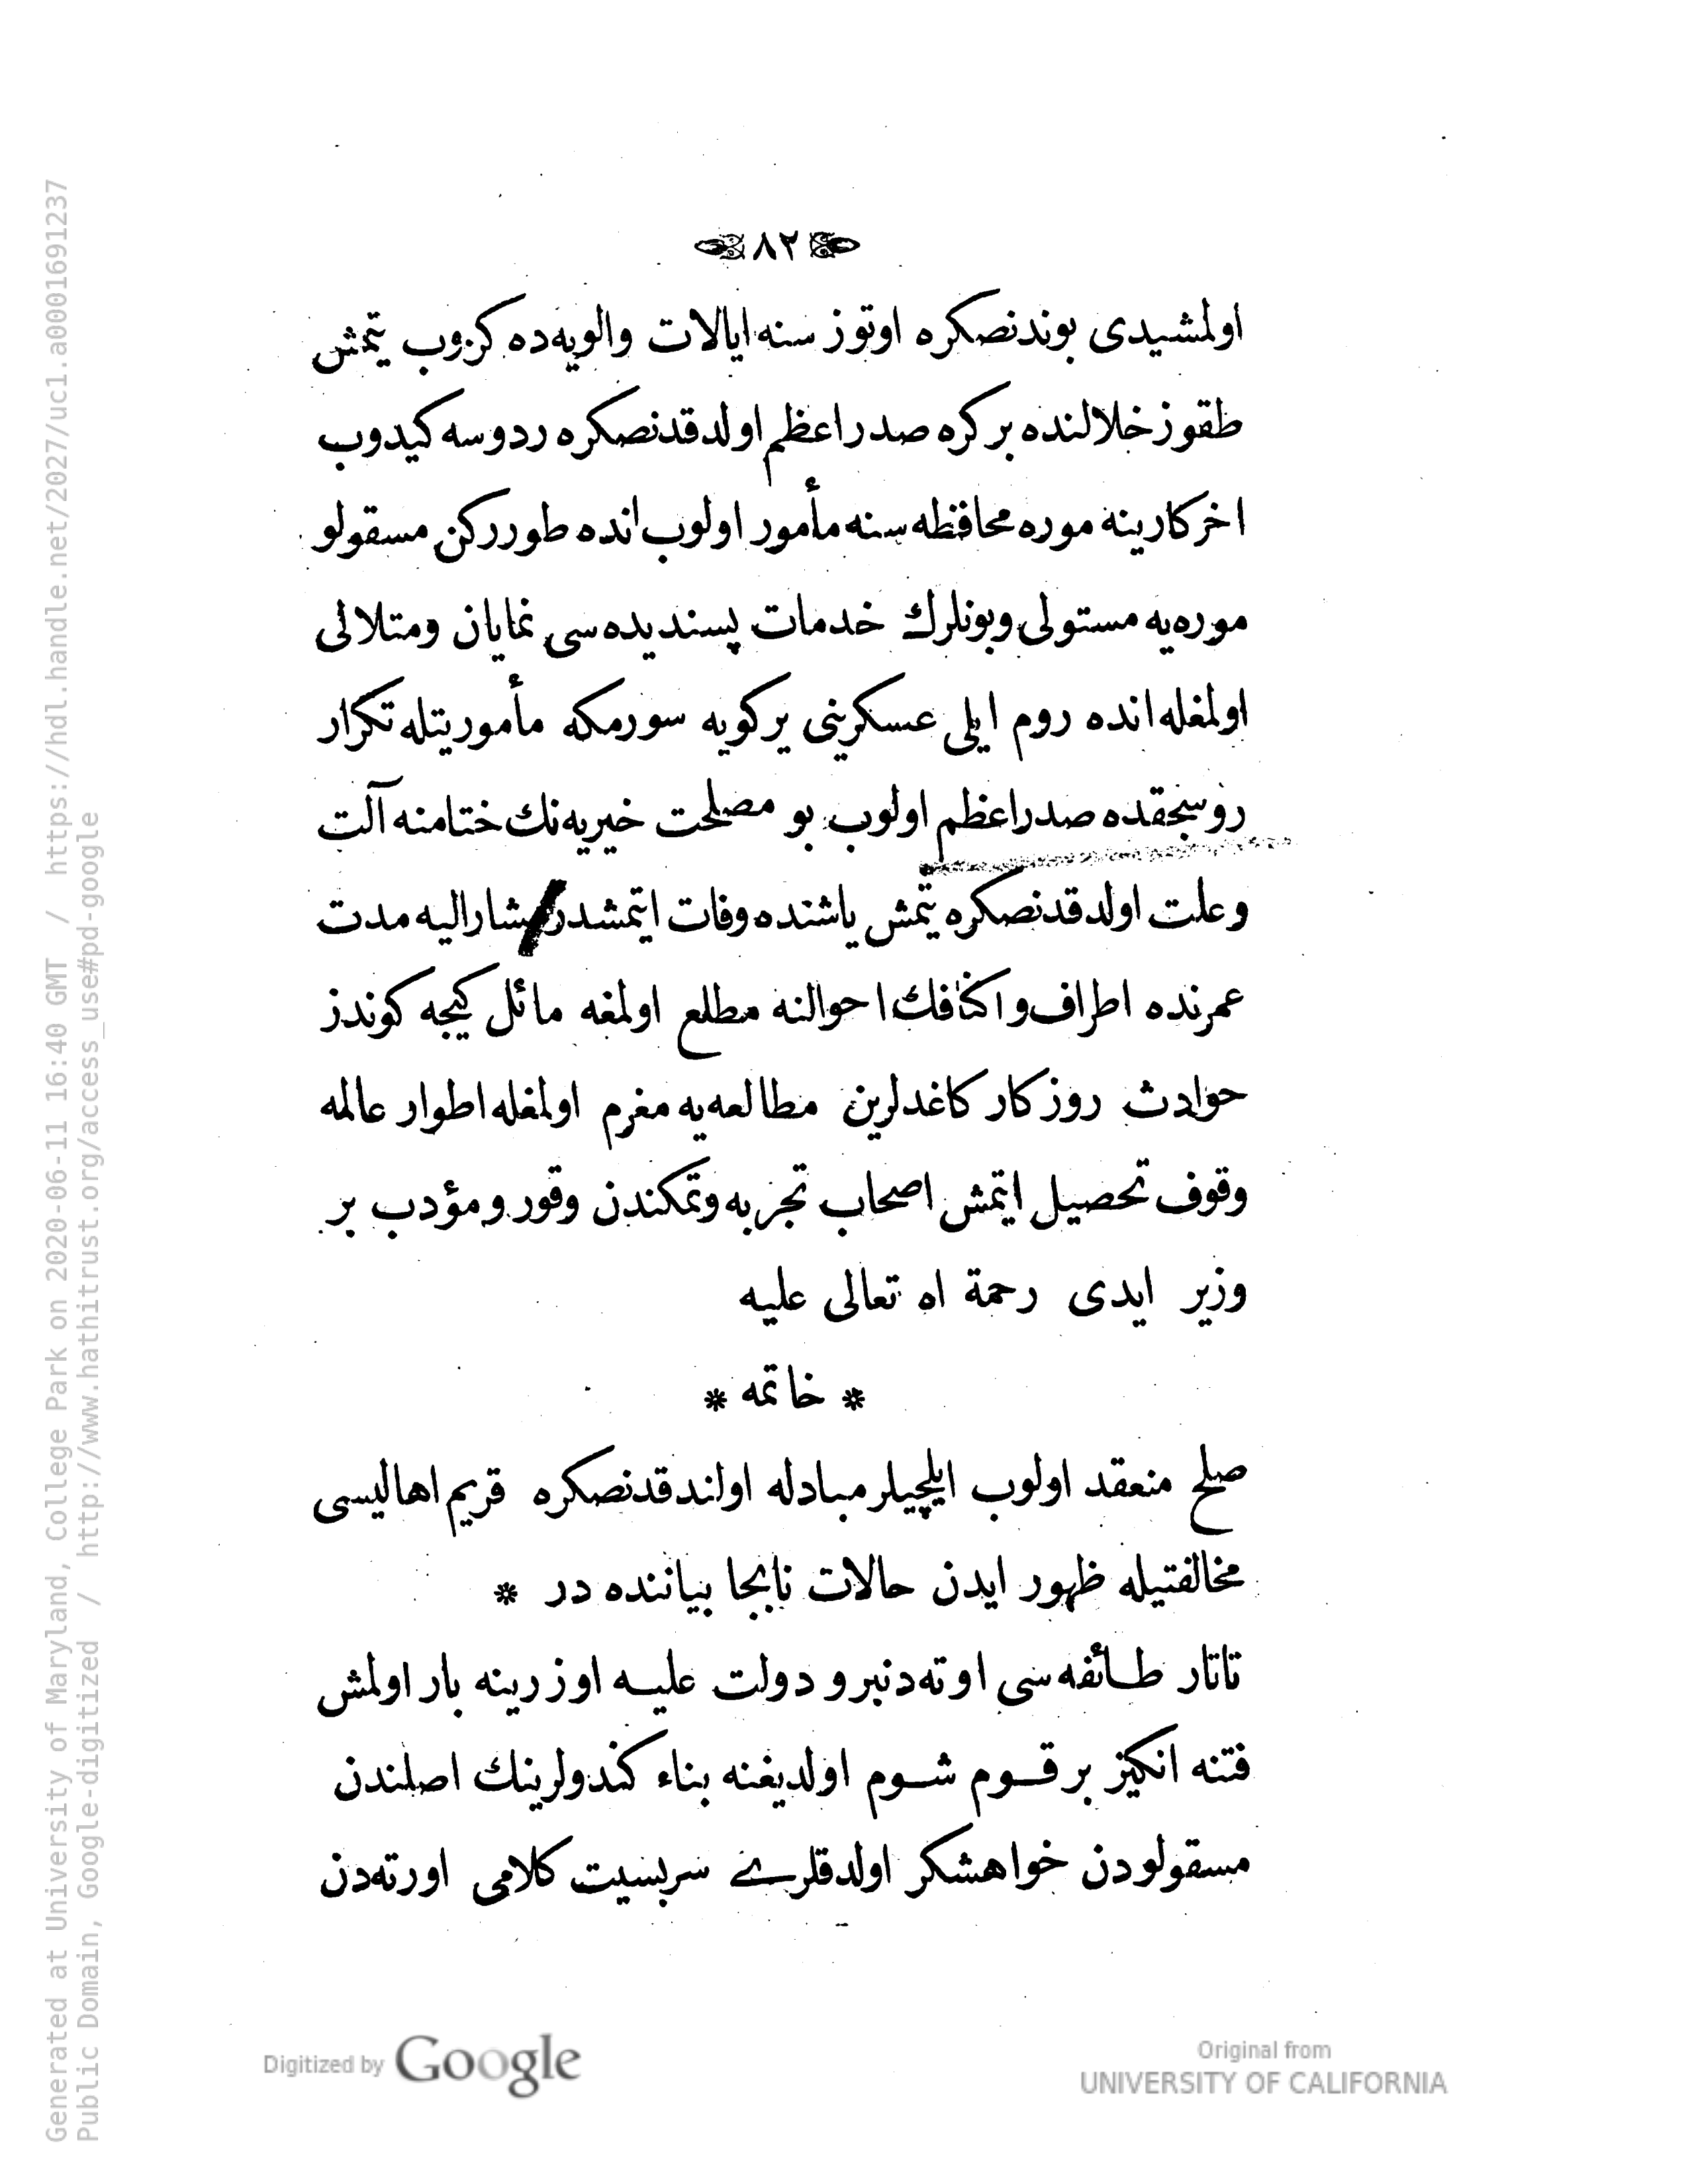 ٨٢
اولمشیدی بوندنصکره اوتوز سنه ایالات والویه‌ده کزوب یتمش
طقوز خلالنده بر کره صدراعظم اولدقدنصکره ردوسه کیدوب
اخرکارینه موره محافظه‌سنه مأمور اولوب انده طوررکن مسقولو
موره‌یه مستولی وبونلرك خدمات پسندیده‌سی نمایان ومتلالی
اولمغله انده روم ایلی عسکرینی یرکویه سورمکه مأموریتله تکرار
روسجقده صدراعظم اولوب بو مصلحت خیریه‌نك ختامنه آلت
وعلت اولدقدنصکره یتمش یاشنده وفات ایتمشدر مشارالیه مدت
عمرنده اطراف واکنافك احوالنه مطلع اولمغه مائل کیجه کوندز
حوادث روزکار کاغدلرین مطالعه‌یه مغرم اولمغله اطوار عالمه
وقوف تحصیل ایتمش اصحاب تجربه‌وتمکندن وقور ومؤدب بر
وزیر ایدی رحمة اه تعالی علیه
* خاتمه *
صلح منعقد اولوب ایلچیلر مبادله اولندقدنصکره قریم اهالیسی
مخالفتیله ظهور ایدن حالات نابجا بیاننده در *
تاتار طائفه‌سی اوته‌دنبرو دولت علیه اوزرینه بار اولمش
فتنه انکیز بر قوم شوم اولدیغنه بناء کندولرینك اصلندن
مسقولودن خواهشکر اولدقلری سربسیت کلامی اورته‌دن
Digitized by Google
Original from
UNIVERSITY OF CALIFORNIA
Generated at University of Maryland, College Park on 2020-06-11 16:40 GMT / https://hdl.handle.net/2027/uc1.a0001691237
Public Domain, Google-digitized / http://www.hathitrust.org/access_use#pd-google